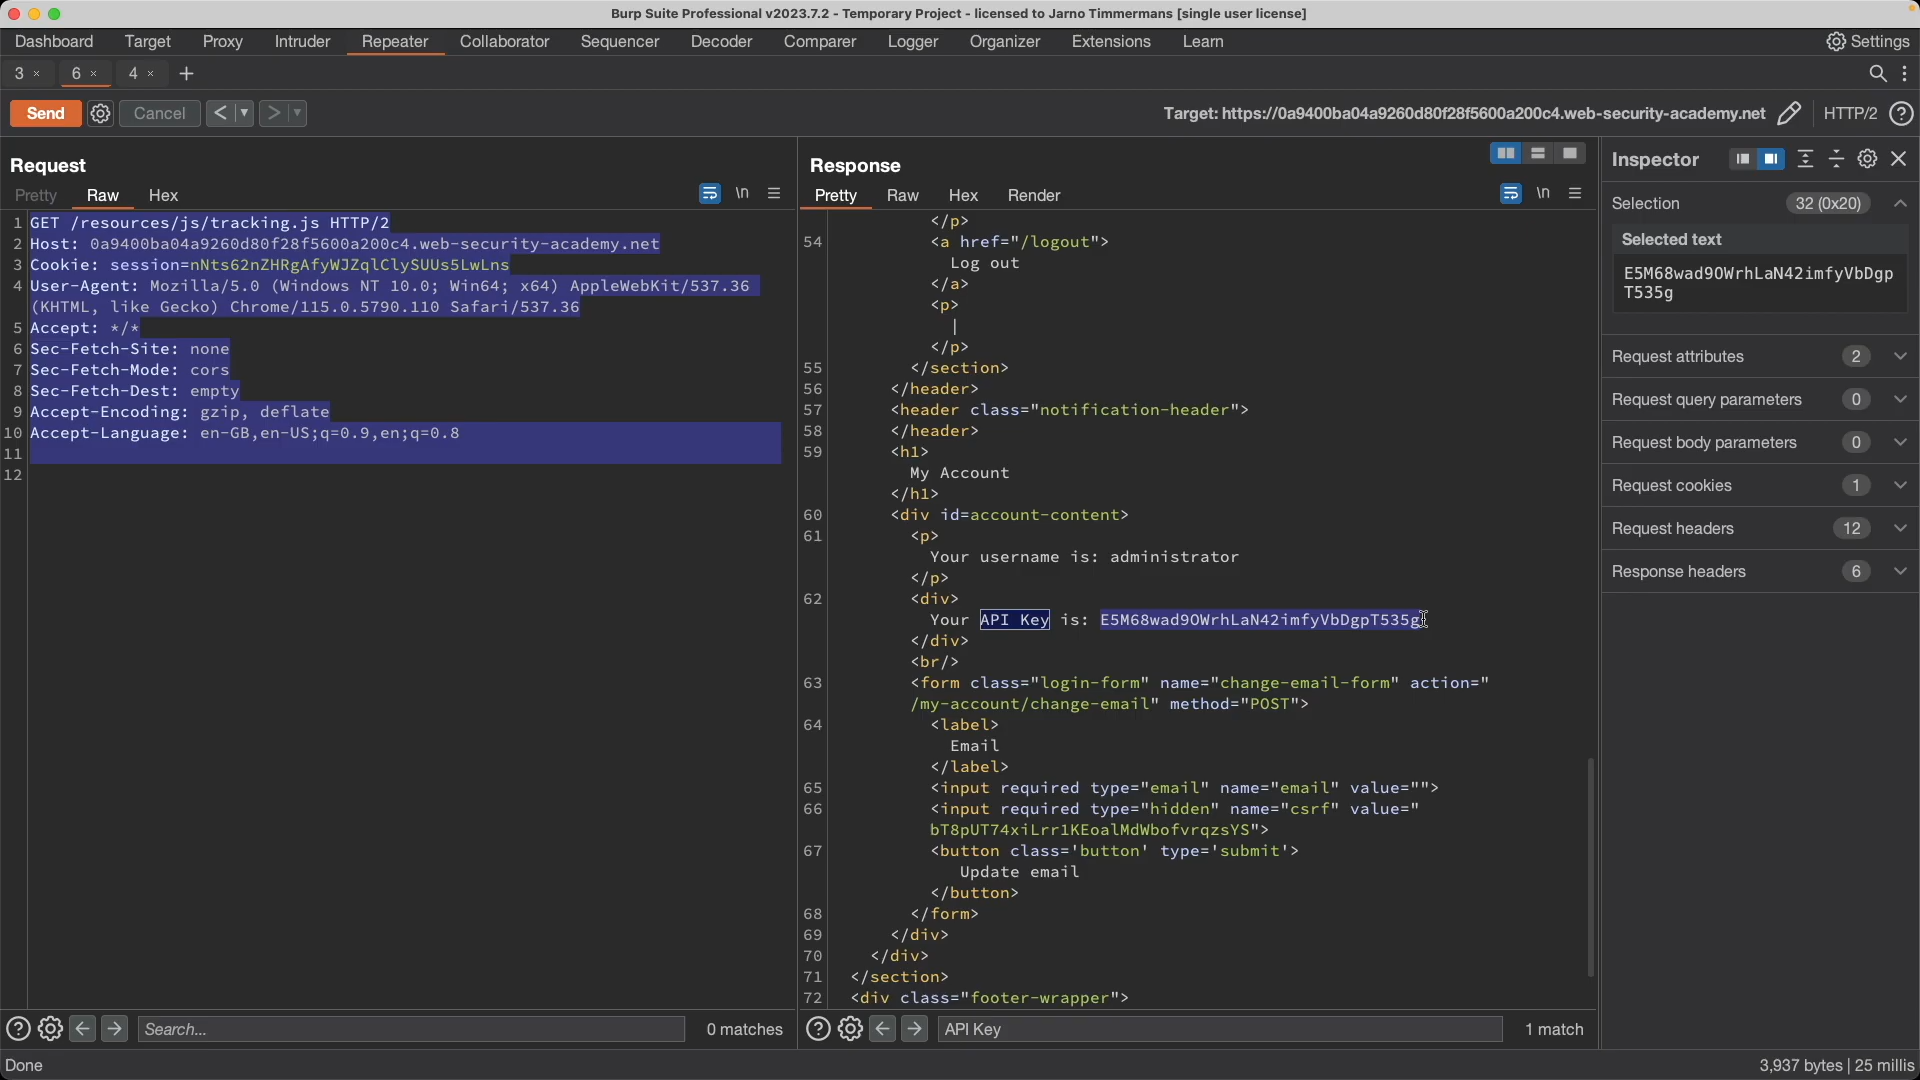 Burp Suite Professional v2023.7.2 - Temporary Project - licensed to Jarno Timmermans [single user license]
Dashboard Target Proxy Intruder Repeater Collaborator Sequencer Decoder Comparer Logger Organizer Extensions Learn Settings
3 × 6 × 4 × +
Send Cancel < > Target: https://0a9400ba04a9260d80f28f5600a200c4.web-security-academy.net HTTP/2
Request
Pretty Raw Hex \n
1 GET /resources/js/tracking.js HTTP/2
2 Host: 0a9400ba04a9260d80f28f5600a200c4.web-security-academy.net
3 Cookie: session=nNts62nZHRgAfyWJZqlClySUUs5LwLns
4 User-Agent: Mozilla/5.0 (Windows NT 10.0; Win64; x64) AppleWebKit/537.36
(KHTML, like Gecko) Chrome/115.0.5790.110 Safari/537.36
5 Accept: */*
6 Sec-Fetch-Site: none
7 Sec-Fetch-Mode: cors
8 Sec-Fetch-Dest: empty
9 Accept-Encoding: gzip, deflate
10 Accept-Language: en-GB,en-US;q=0.9,en;q=0.8
11
12
Search... 0 matches
Response
Pretty Raw Hex Render \n
</p>
54 <a href="/logout">
Log out
</a>
<p>
|
</p>
55 </section>
56 </header>
57 <header class="notification-header">
58 </header>
59 <h1>
My Account
</h1>
60 <div id=account-content>
61 <p>
Your username is: administrator
</p>
62 <div>
Your API Key is: E5M68wad9OWrhLaN42imfyVbDgpT535g
</div>
<br/>
63 <form class="login-form" name="change-email-form" action="
/my-account/change-email" method="POST">
64 <label>
Email
</label>
65 <input required type="email" name="email" value="">
66 <input required type="hidden" name="csrf" value="
bT8pUT74xiLrr1KEoalMdWbofvrqzsYS">
67 <button class='button' type='submit'>
Update email
</button>
68 </form>
69 </div>
70 </div>
71 </section>
72 <div class="footer-wrapper">
API Key 1 match
Inspector
Selection 32 (0x20)
Selected text
E5M68wad9OWrhLaN42imfyVbDgp
T535g
Request attributes 2
Request query parameters 0
Request body parameters 0
Request cookies 1
Request headers 12
Response headers 6
Done 3,937 bytes | 25 millis